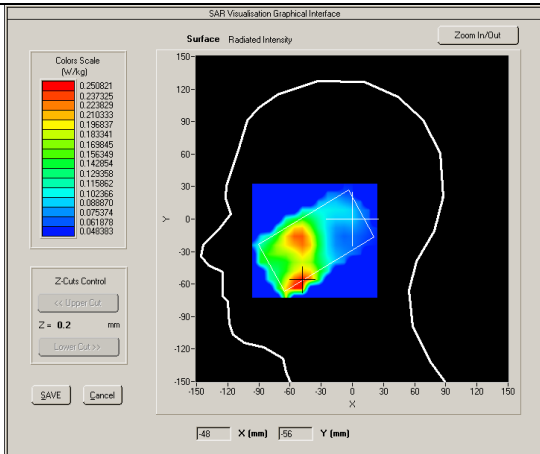 SAR Visualisation Graphical Interface
Surface Radiated Intensity
Zoom In/Out
Colors Scale
(W/kg)
0.250821
0.237325
0.223829
0.210333
0.196837
0.183341
0.169845
0.156349
0.142854
0.129358
0.115862
0.102366
0.088870
0.075374
0.061878
0.048383
Z-Cuts Control
<< Upper Cut
Z = 0.2 mm
Lower Cut >>
SAVE Cancel
150-
120-
90-
60-
30-
0-
-30-
-60-
-90-
-120-
-150-
Y
-150 -120 -90 -60 -30 0 30 60 90 120 150
X
-48 X (mm) -56 Y (mm)